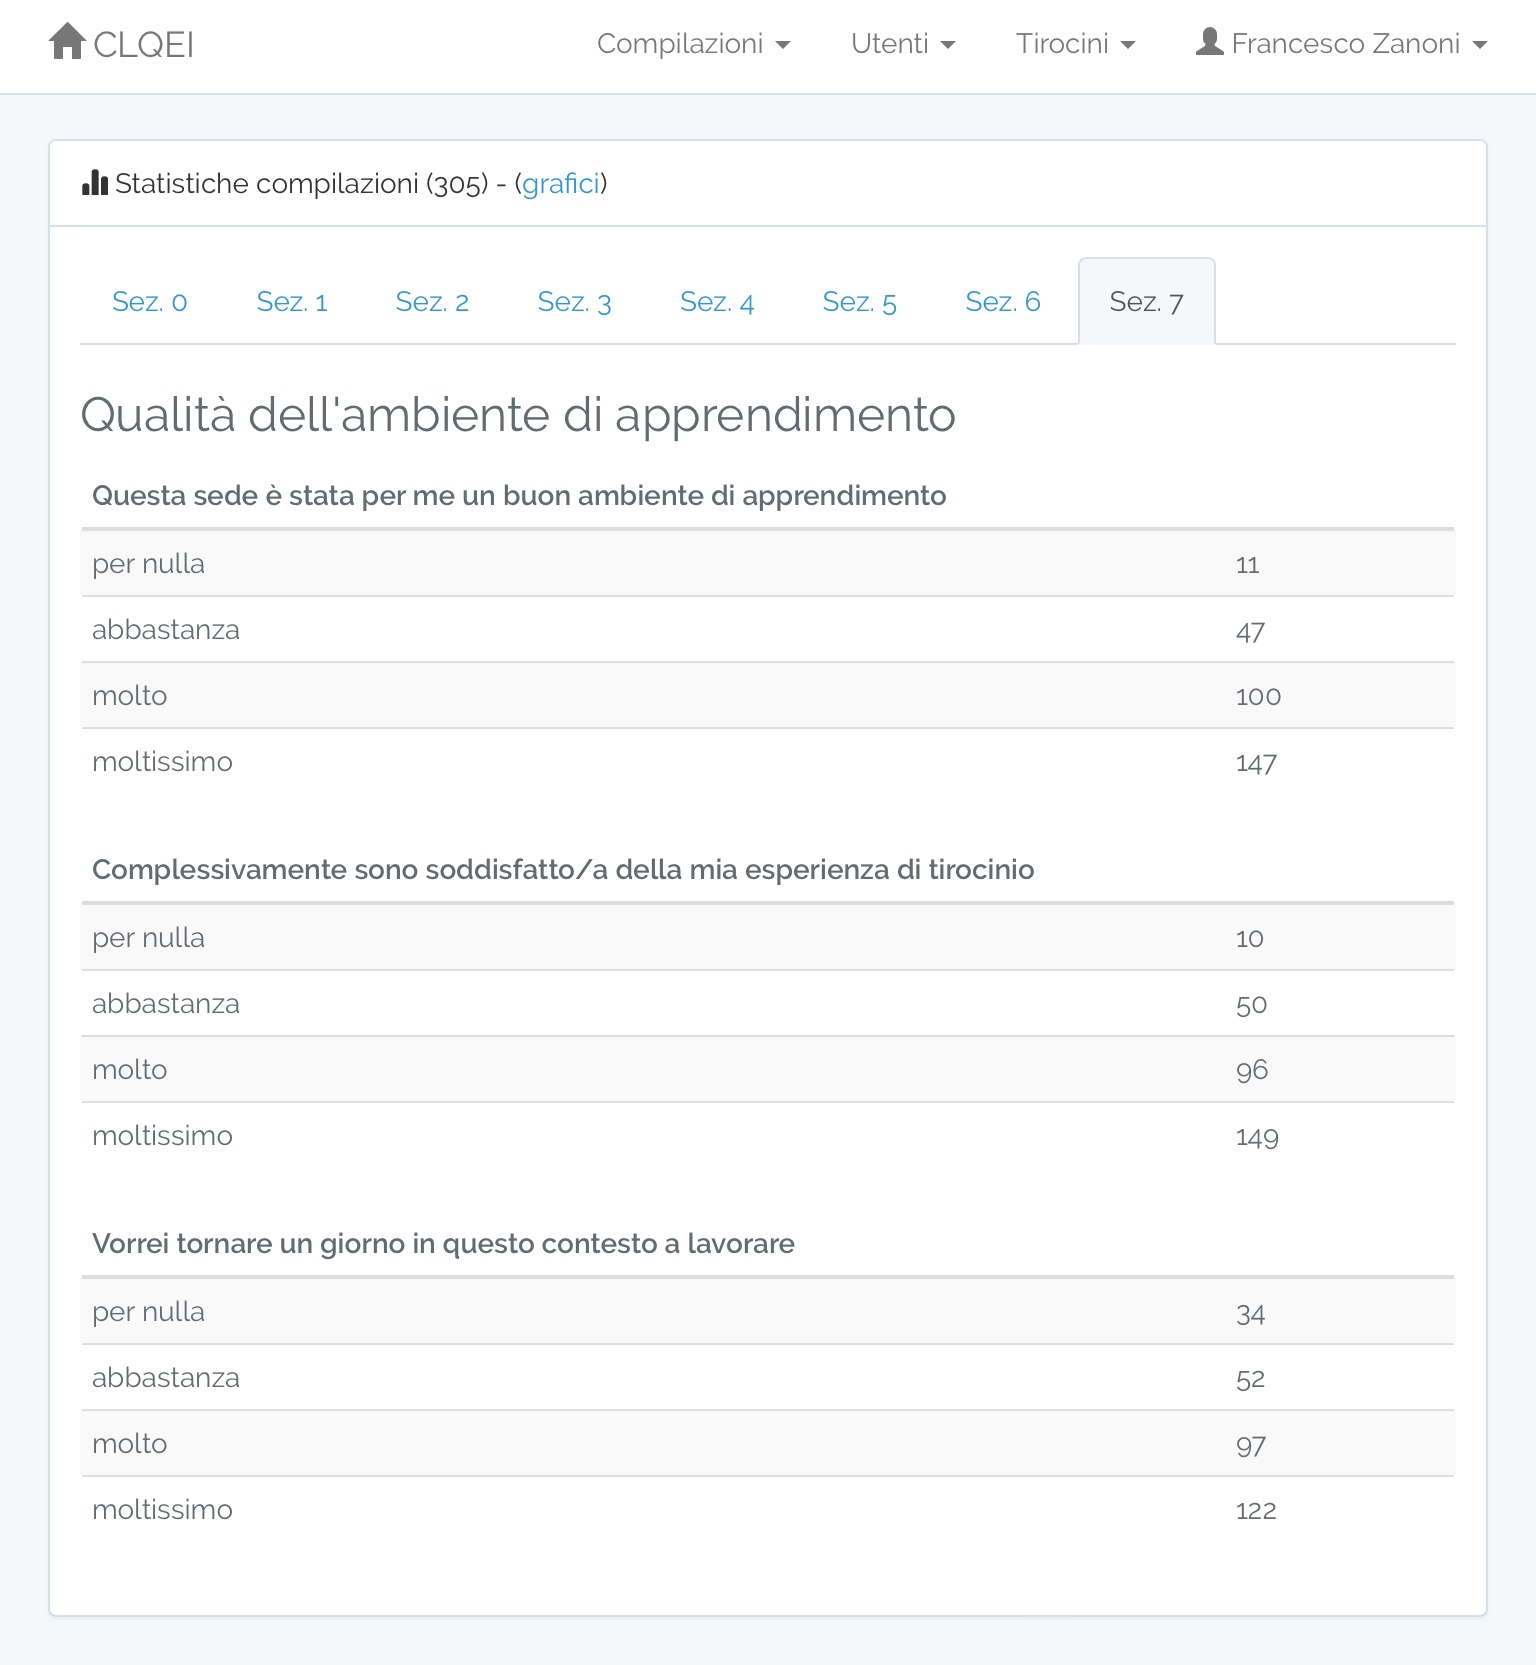 CLQEI Compilazioni Utenti Tirocini Francesco Zanoni
Statistiche compilazioni (305) - (grafici)
Sez. 0 Sez. 1 Sez. 2 Sez. 3 Sez. 4 Sez. 5 Sez. 6 Sez. 7
Qualità dell'ambiente di apprendimento
Questa sede è stata per me un buon ambiente di apprendimento
per nulla 11
abbastanza 47
molto 100
moltissimo 147
Complessivamente sono soddisfatto/a della mia esperienza di tirocinio
per nulla 10
abbastanza 50
molto 96
moltissimo 149
Vorrei tornare un giorno in questo contesto a lavorare
per nulla 34
abbastanza 52
molto 97
moltissimo 122